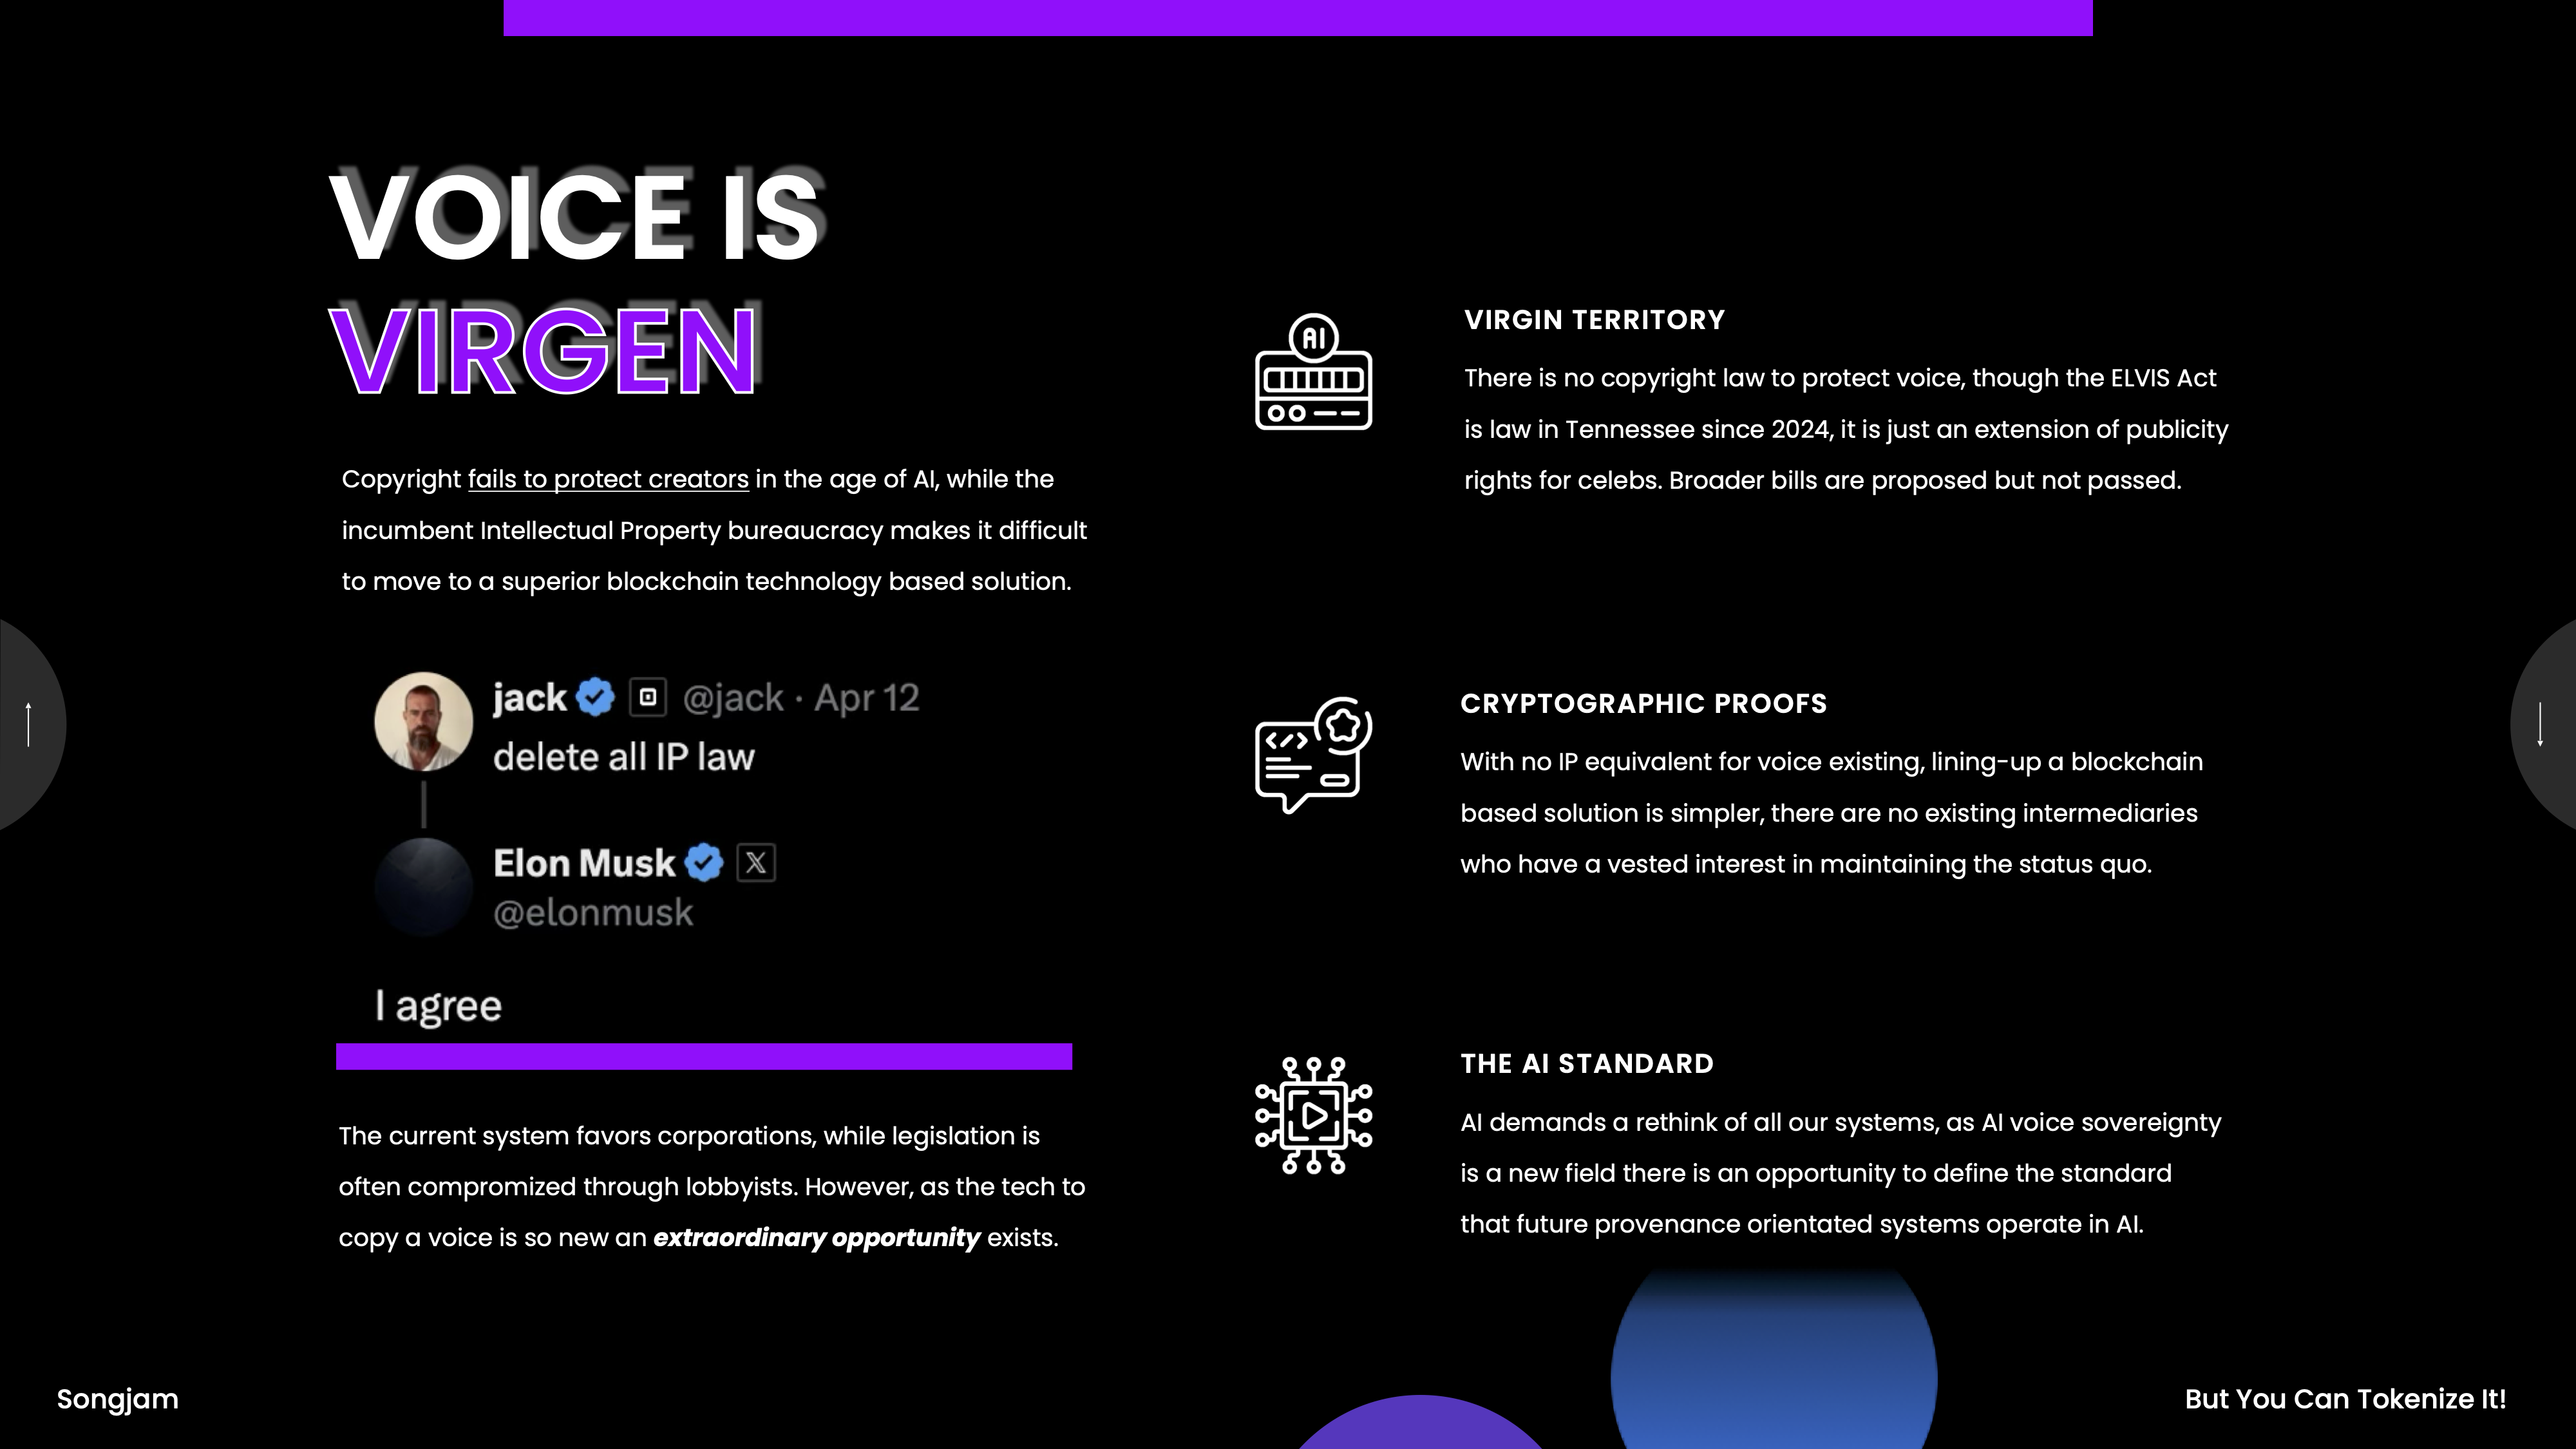 VOICE IS
VIRGEN
Copyright fails to protect creators in the age of AI, while the
incumbent Intellectual Property bureaucracy makes it difficult
to move to a superior blockchain technology based solution.
jack @jack · Apr 12
delete all IP law
Elon Musk
@elonmusk
I agree
The current system favors corporations, while legislation is
often compromized through lobbyists. However, as the tech to
copy a voice is so new an extraordinary opportunity exists.
AI
VIRGIN TERRITORY
There is no copyright law to protect voice, though the ELVIS Act
is law in Tennessee since 2024, it is just an extension of publicity
rights for celebs. Broader bills are proposed but not passed.
CRYPTOGRAPHIC PROOFS
With no IP equivalent for voice existing, lining-up a blockchain
based solution is simpler, there are no existing intermediaries
who have a vested interest in maintaining the status quo.
THE AI STANDARD
AI demands a rethink of all our systems, as AI voice sovereignty
is a new field there is an opportunity to define the standard
that future provenance orientated systems operate in AI.
Songjam
But You Can Tokenize It!